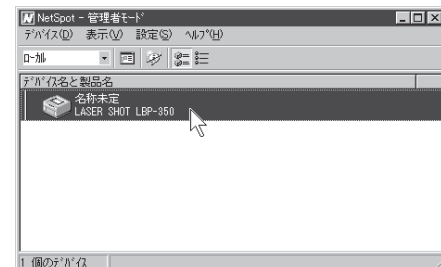 NetSpot - 管理者ﾓｰﾄﾞ
ﾃﾞﾊﾞｲｽ(D) 表示(V) 設定(S) ﾍﾙﾌﾟ(H)
ﾛｰｶﾙ
ﾃﾞﾊﾞｲｽ名と製品名
名称未定
LASER SHOT LBP-350
1 個のﾃﾞﾊﾞｲｽ